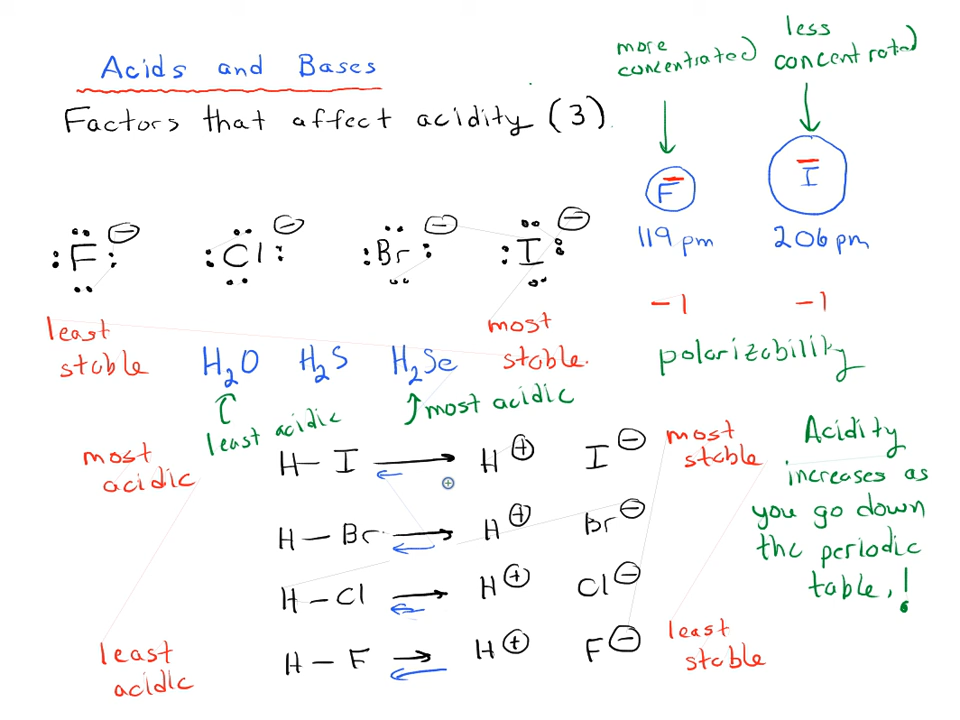 Acids and Bases
Factors that affect acidity (3)
more
concentrated
less
concentrated
F
I
119 pm
206 pm
-1
-1
polarizability
F ⊖
Cl ⊖
Br ⊖
I ⊖
least
stable
most
stable.
H₂O H₂S H₂Se
least acidic
most acidic
most
acidic
H-I ⟶ H⊕ I⊖
most
stable
H-Br ⟶ H⊕ Br⊖
H-Cl ⟶ H⊕ Cl⊖
least
acidic
H-F ⟶ H⊕ F⊖
least
stable
Acidity
increases as
you go down
the periodic
table.!